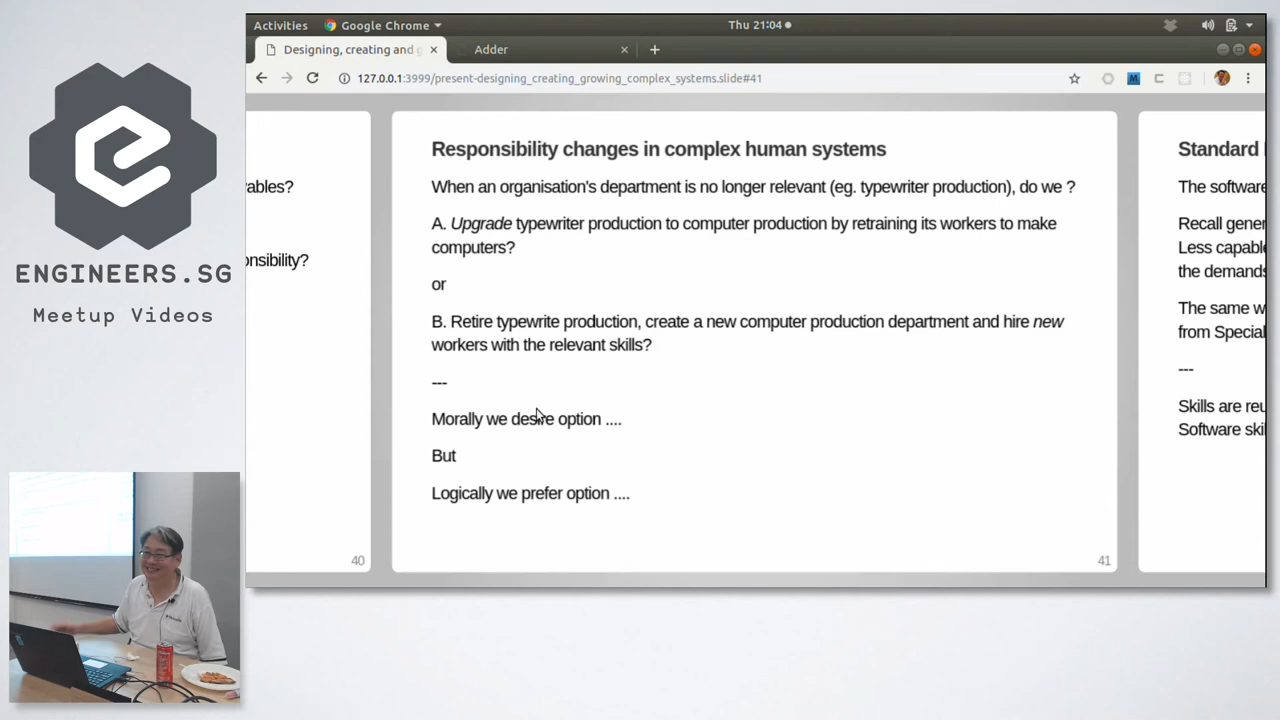 Activities
Google Chrome
Thu 21:04
Designing, creating and g
Adder
127.0.0.1:3999/present-designing_creating_growing_complex_systems.slide#41
M
ENGINEERS.SG
Meetup Videos
ables?
onsibility?
40
Responsibility changes in complex human systems
When an organisation's department is no longer relevant (eg. typewriter production), do we ?
A. Upgrade typewriter production to computer production by retraining its workers to make
computers?
or
B. Retire typewrite production, create a new computer production department and hire new
workers with the relevant skills?
---
Morally we desire option ....
But
Logically we prefer option ....
41
Standard
The software
Recall gener
Less capable
the demands
The same w
from Special
---
Skills are reu
Software skil